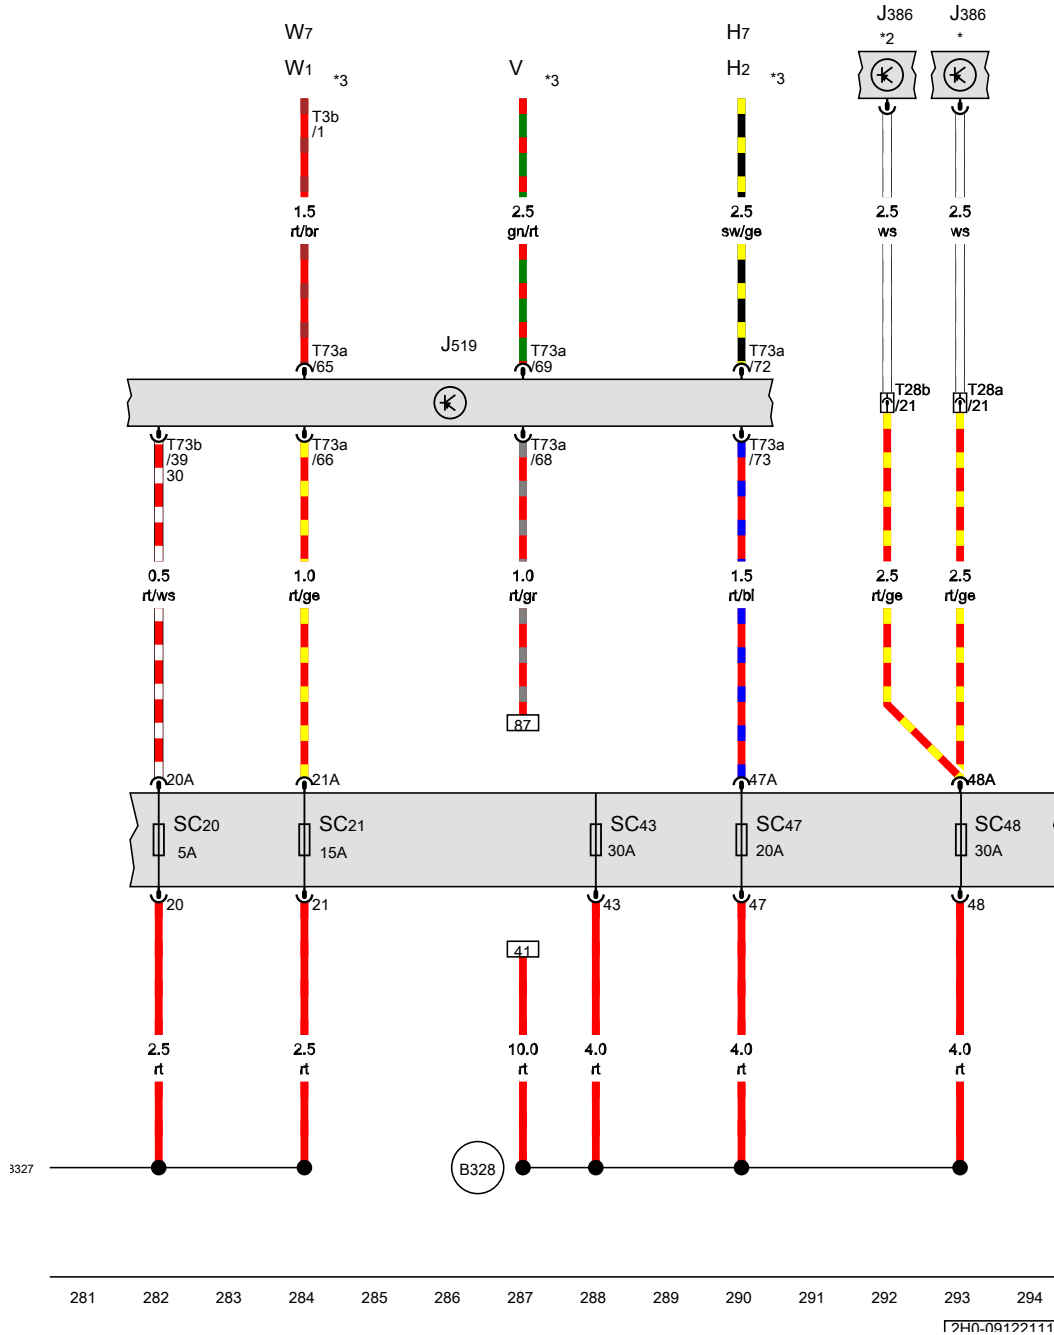 J386 J386
*2 *
W7 H7
W1 *3 V *3 H2 *3
T3b
/1
1.5 2.5 2.5 2.5 2.5
rt/br gn/rt sw/ge ws ws
J519
T73a T73a T73a
/65 /69 /72
T28b T28a
/21 /21
T73b T73a T73a T73a
/39 /66 /68 /73
30
0.5 1.0 1.0 1.5 2.5 2.5
rt/ws rt/ge rt/gr rt/bl rt/ge rt/ge
87
20A 21A 47A 48A
SC20 SC21 SC43 SC47 SC48
5A 15A 30A 20A 30A
20 21 43 47 48
41
2.5 2.5 10.0 4.0 4.0 4.0
rt rt rt rt rt rt
B327 B328
281 282 283 284 285 286 287 288 289 290 291 292 293 294
2H0-09122111